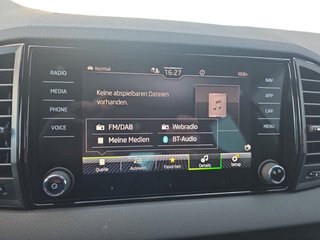 RADIO
MEDIA
PHONE
VOICE
Normal
16:27
Keine abspielbaren Dateien
vorhanden.
FM/DAB
Webradio
Meine Medien
BT-Audio
Quelle
Auswahl
Favoriten
Details
Setup
NAV
APP
CAR
MENU